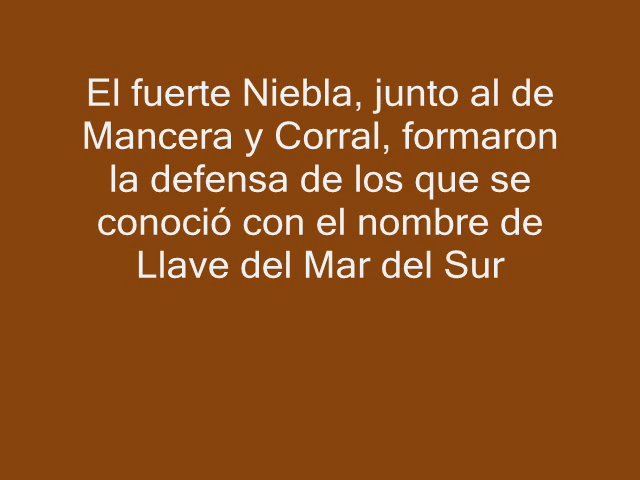 El fuerte Niebla, junto al de
Mancera y Corral, formaron
la defensa de los que se
conoció con el nombre de
Llave del Mar del Sur